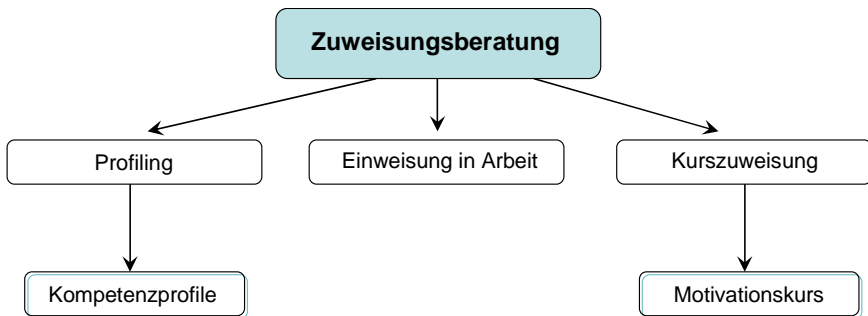 Zuweisungsberatung
Profiling
Einweisung in Arbeit
Kurszuweisung
Kompetenzprofile
Motivationskurs